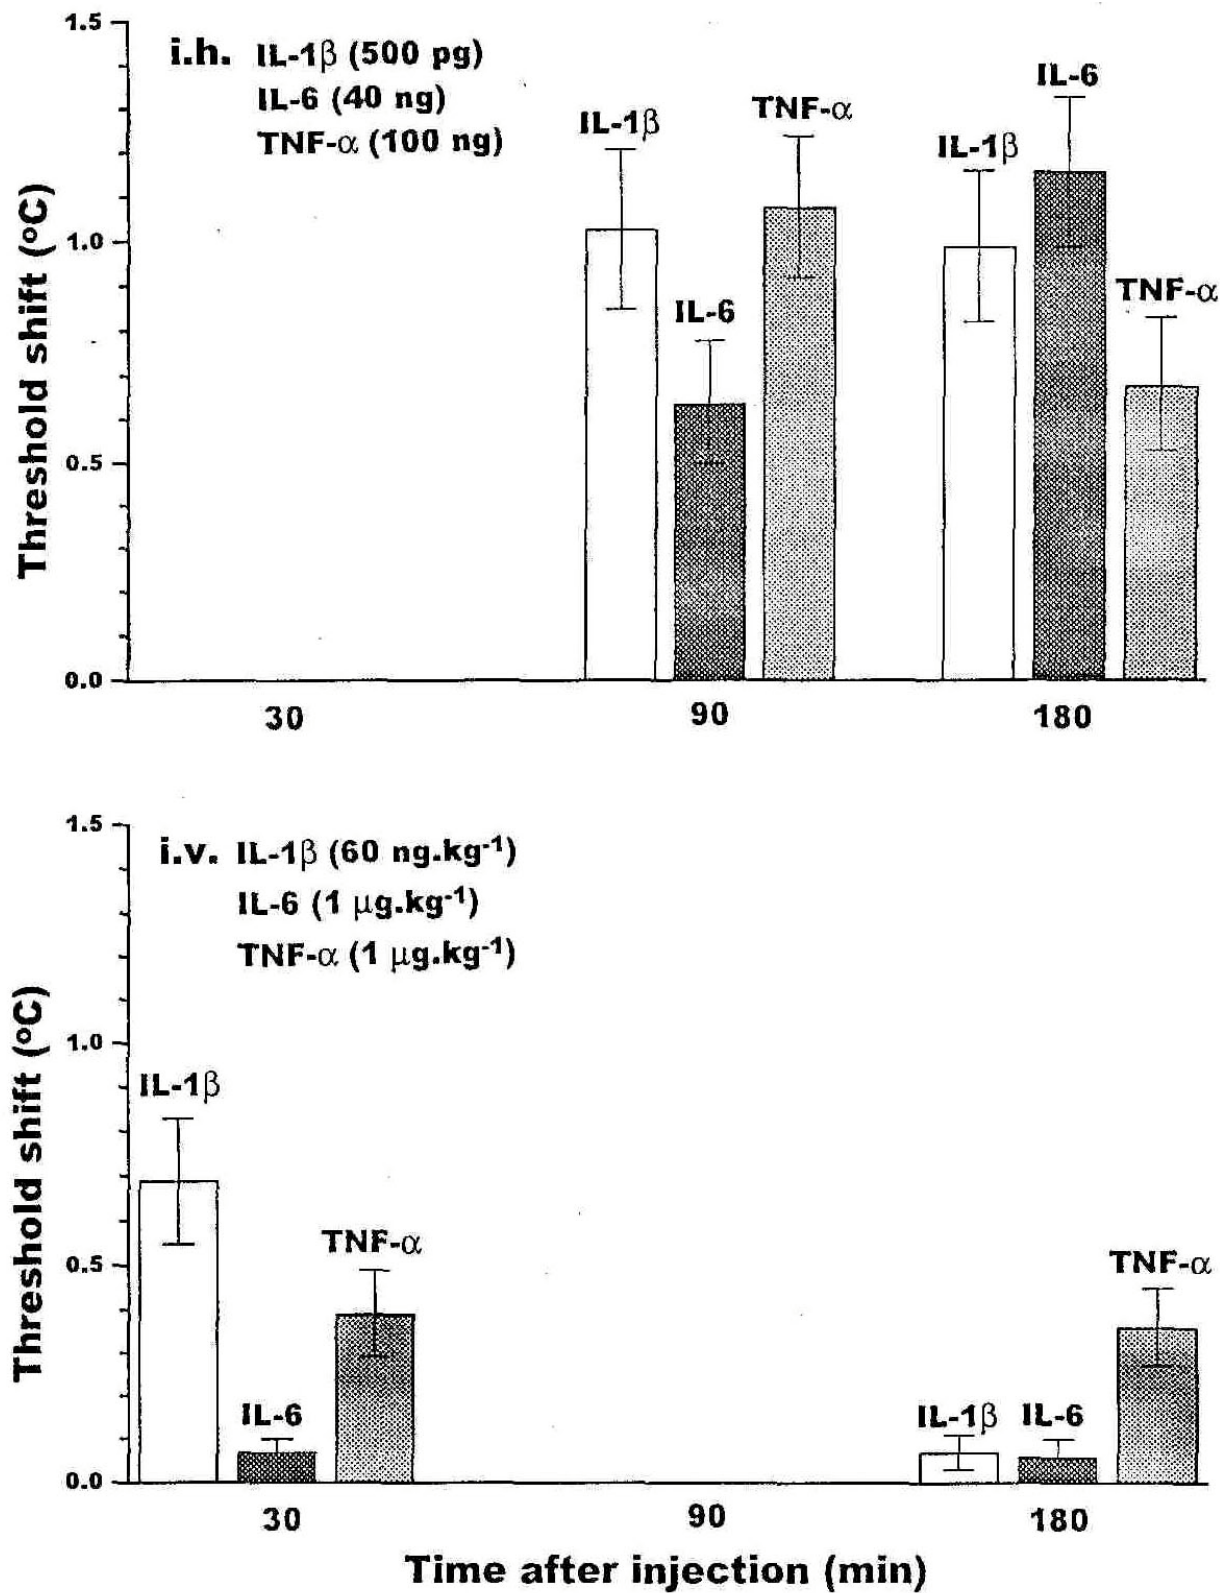 1.5
i.h. IL-1β (500 pg)
IL-6 (40 ng)
TNF-α (100 ng)
IL-1β
IL-6
TNF-α
IL-1β
IL-6
TNF-α
Threshold shift (oC)
1.0
0.5
0.0
30 90 180
1.5
i.v. IL-1β (60 ng.kg-1)
IL-6 (1 μg.kg-1)
TNF-α (1 μg.kg-1)
Threshold shift (oC)
1.0
IL-1β
0.5
TNF-α
TNF-α
IL-6
IL-1β IL-6
0.0
30 90 180
Time after injection (min)